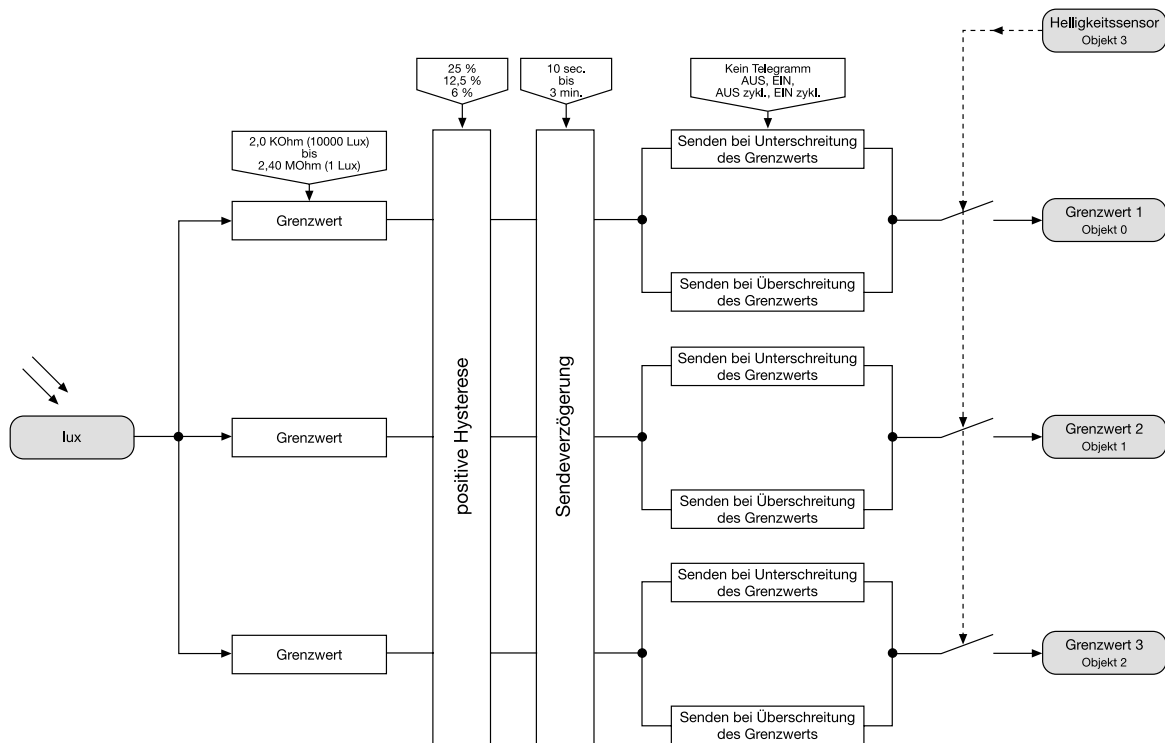 Helligkeitssensor
Objekt 3
25 %
12,5 %
6 %
10 sec.
bis
3 min.
Kein Telegramm
AUS, EIN,
AUS zykl., EIN zykl.
2,0 KOhm (10000 Lux)
bis
2,40 MOhm (1 Lux)
Grenzwert
Senden bei Unterschreitung
des Grenzwerts
Senden bei Überschreitung
des Grenzwerts
Grenzwert 1
Objekt 0
lux
Grenzwert
positive Hysterese
Sendeverzögerung
Senden bei Unterschreitung
des Grenzwerts
Senden bei Überschreitung
des Grenzwerts
Grenzwert 2
Objekt 1
Grenzwert
Senden bei Unterschreitung
des Grenzwerts
Senden bei Überschreitung
des Grenzwerts
Grenzwert 3
Objekt 2